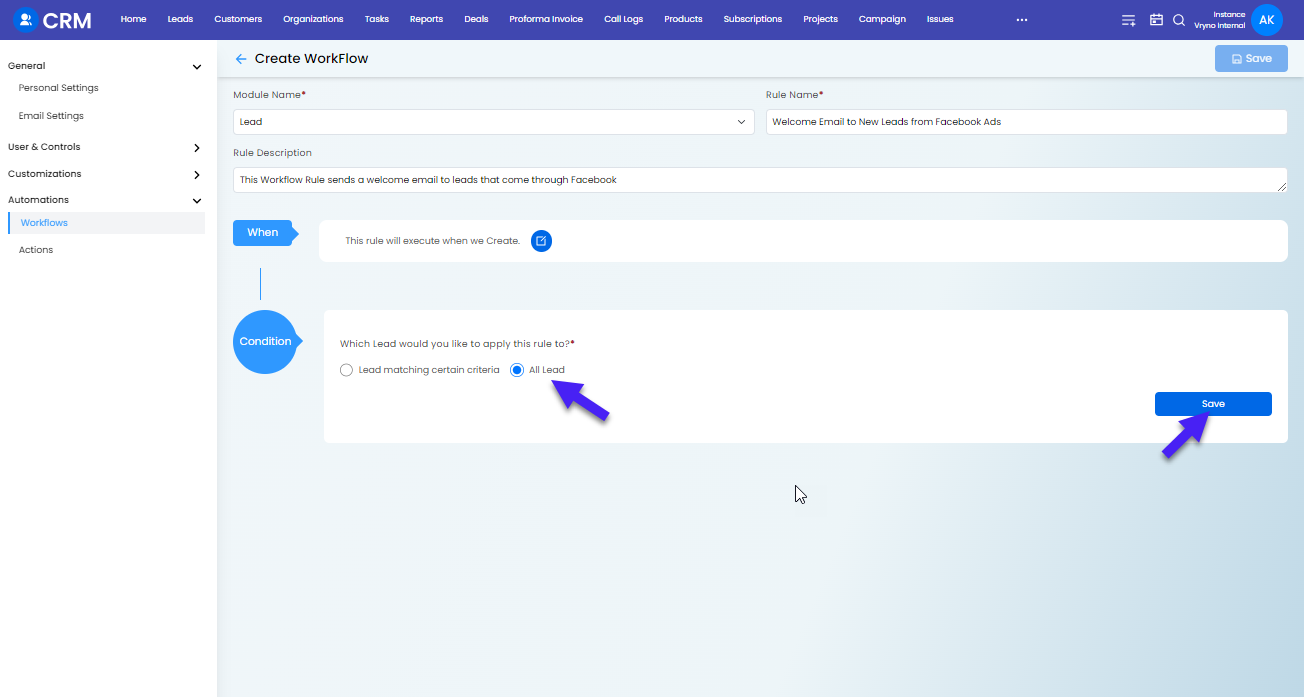 CRM Home Leads Customers Organizations Tasks Reports Deals Proforma Invoice Call Logs Products Subscriptions Projects Campaign Issues ... Instance Vryno Internal AK
General
Personal Settings
Email Settings
User & Controls
Customizations
Automations
Workflows
Actions
Create WorkFlow Save
Module Name* Rule Name*
Lead Welcome Email to New Leads from Facebook Ads
Rule Description
This Workflow Rule sends a welcome email to leads that come through Facebook
When This rule will execute when we Create.
Condition
Which Lead would you like to apply this rule to?*
Lead matching certain criteria All Lead
Save